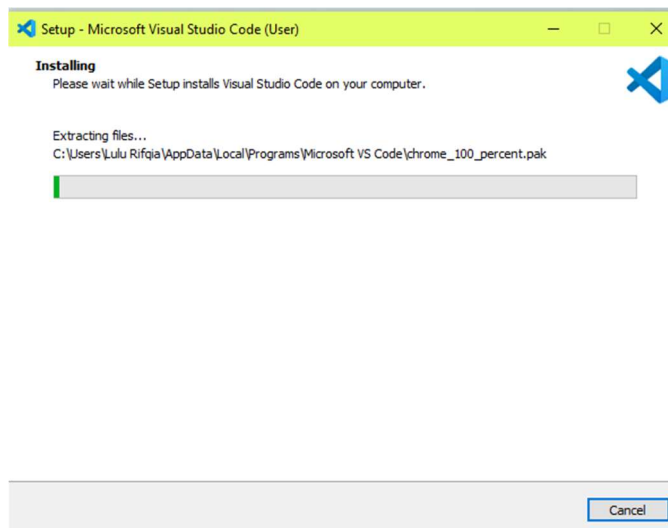 Setup - Microsoft Visual Studio Code (User)
Installing
Please wait while Setup installs Visual Studio Code on your computer.
Extracting files...
C:\Users\Lulu Rifqia\AppData\Local\Programs\Microsoft VS Code\chrome_100_percent.pak
Cancel